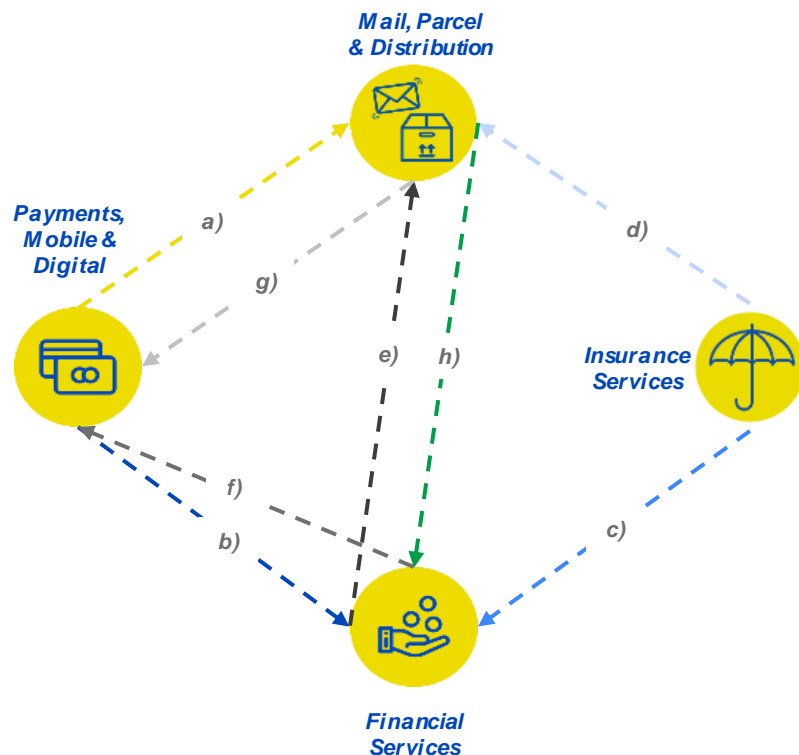 Mail, Parcel
& Distribution
Payments,
Mobile &
Digital
a)
d)
g)
e)
h)
Insurance
Services
f)
b)
c)
Financial
Services